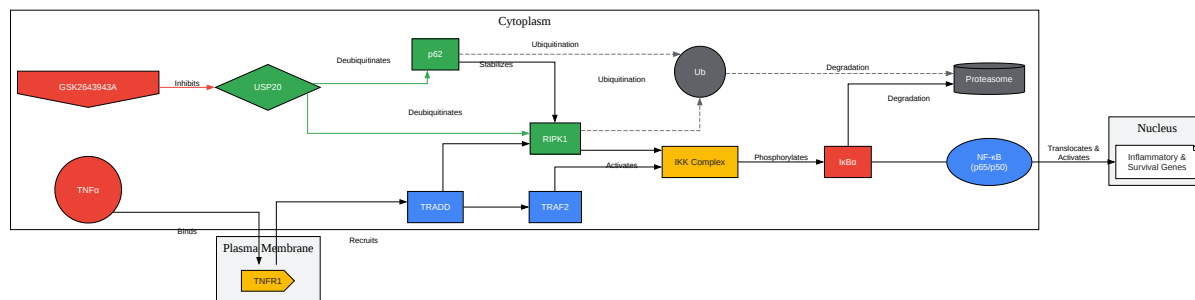 Cytoplasm
p62
Ubiquitination
Deubiquitinates
Stabilizes
Ub
Degradation
Proteasome
GSK2643943A
Inhibits
USP20
Ubiquitination
Degradation
Deubiquitinates
RIPK1
Nucleus
Activates
IKK Complex
Phosphorylates
IκBα
NF-κB
(p65/p50)
Translocates &
Activates
Inflammatory &
Survival Genes
TNFα
TRADD
TRAF2
Binds
Recruits
Plasma Membrane
TNFR1